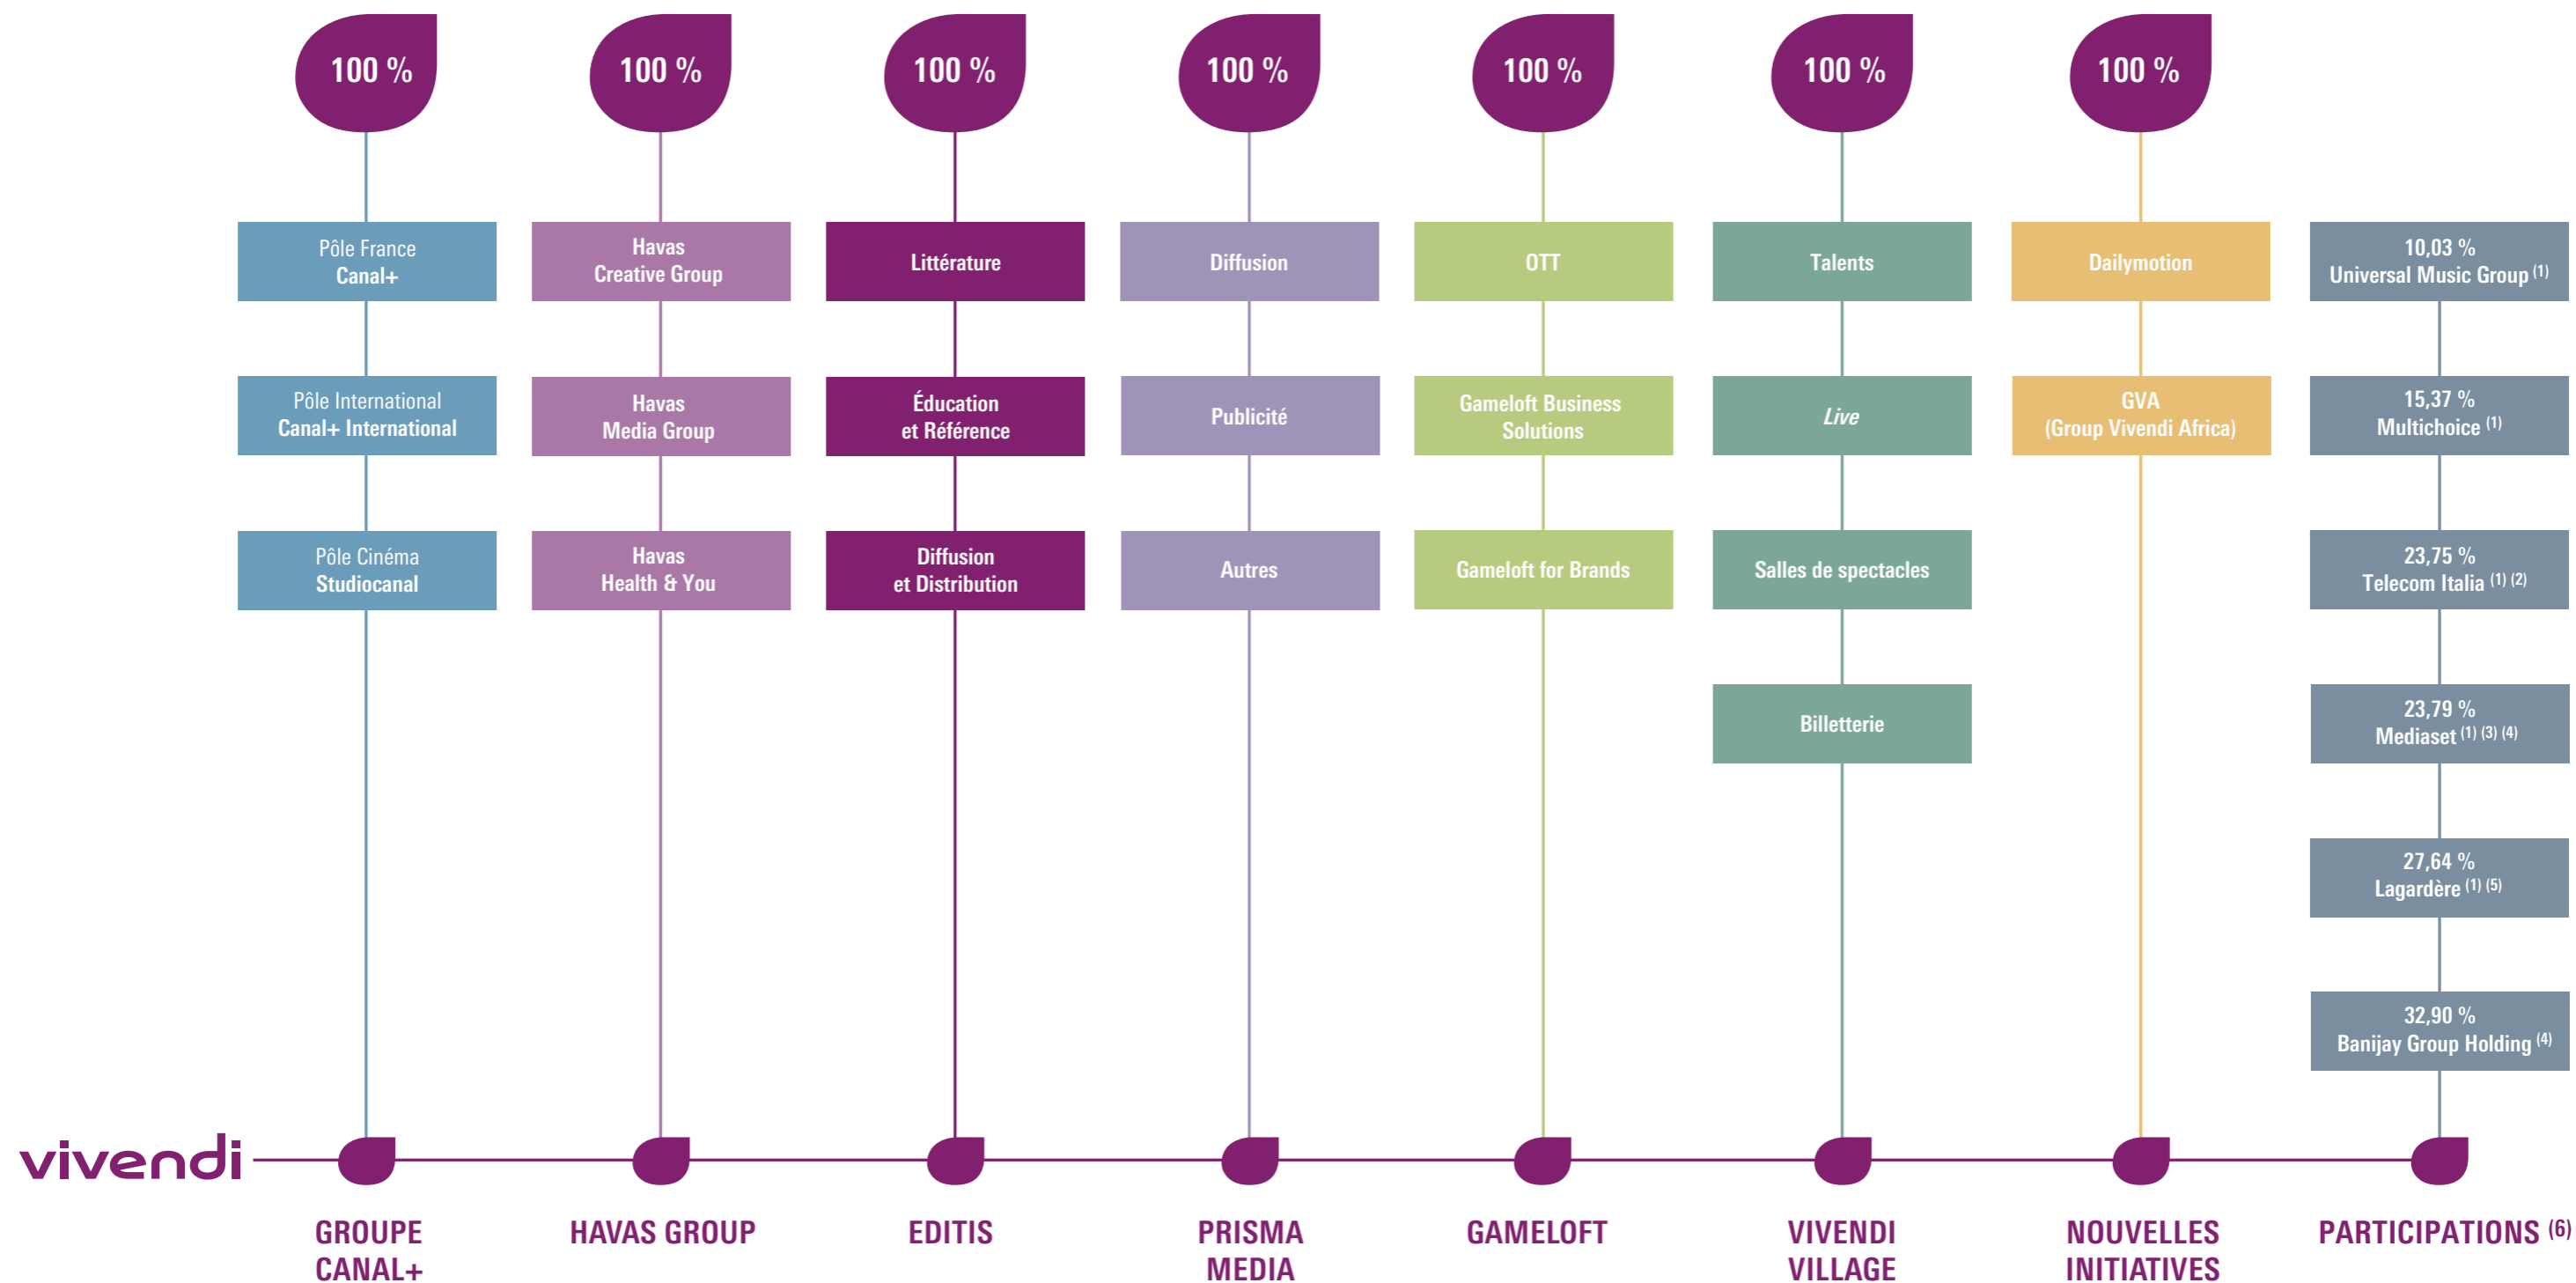 100 %
100 %
100 %
100 %
100 %
100 %
100 %
Pôle France
Canal+
Havas
Creative Group
Littérature
Diffusion
OTT
Talents
Dailymotion
10,03 %
Universal Music Group (1)
Pôle International
Canal+ International
Havas
Media Group
Éducation
et Référence
Publicité
Gameloft Business
Solutions
Live
GVA
(Group Vivendi Africa)
15,37 %
Multichoice (1)
Pôle Cinéma
Studiocanal
Havas
Health & You
Diffusion
et Distribution
Autres
Gameloft for Brands
Salles de spectacles
23,75 %
Telecom Italia (1) (2)
Billetterie
23,79 %
Mediaset (1) (3) (4)
27,64 %
Lagardère (1) (5)
32,90 %
Banijay Group Holding (4)
vivendi
GROUPE
CANAL+
HAVAS GROUP
EDITIS
PRISMA
MEDIA
GAMELOFT
VIVENDI
VILLAGE
NOUVELLES
INITIATIVES
PARTICIPATIONS (6)